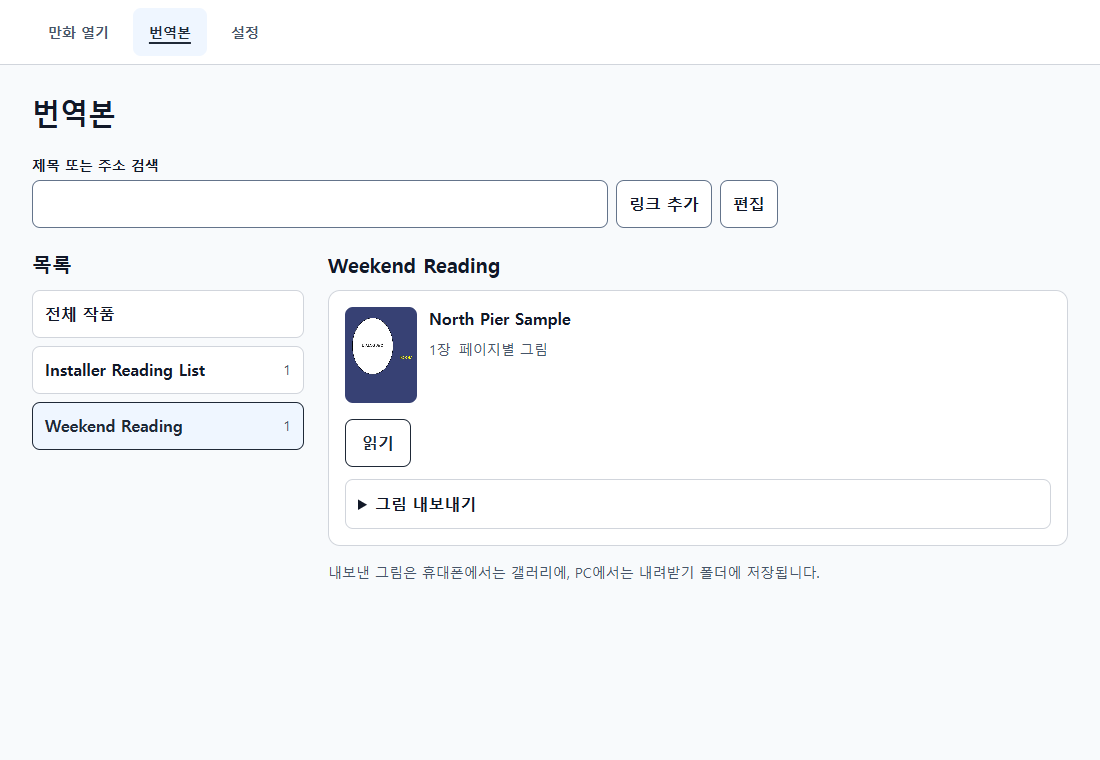 만화 열기
번역본
설정
번역본
제목 또는 주소 검색
링크 추가
편집
목록
전체 작품
Installer Reading List 1
Weekend Reading 1
Weekend Reading
North Pier Sample
1장 페이지별 그림
읽기
▶ 그림 내보내기
내보낸 그림은 휴대폰에서는 갤러리에, PC에서는 내려받기 폴더에 저장됩니다.